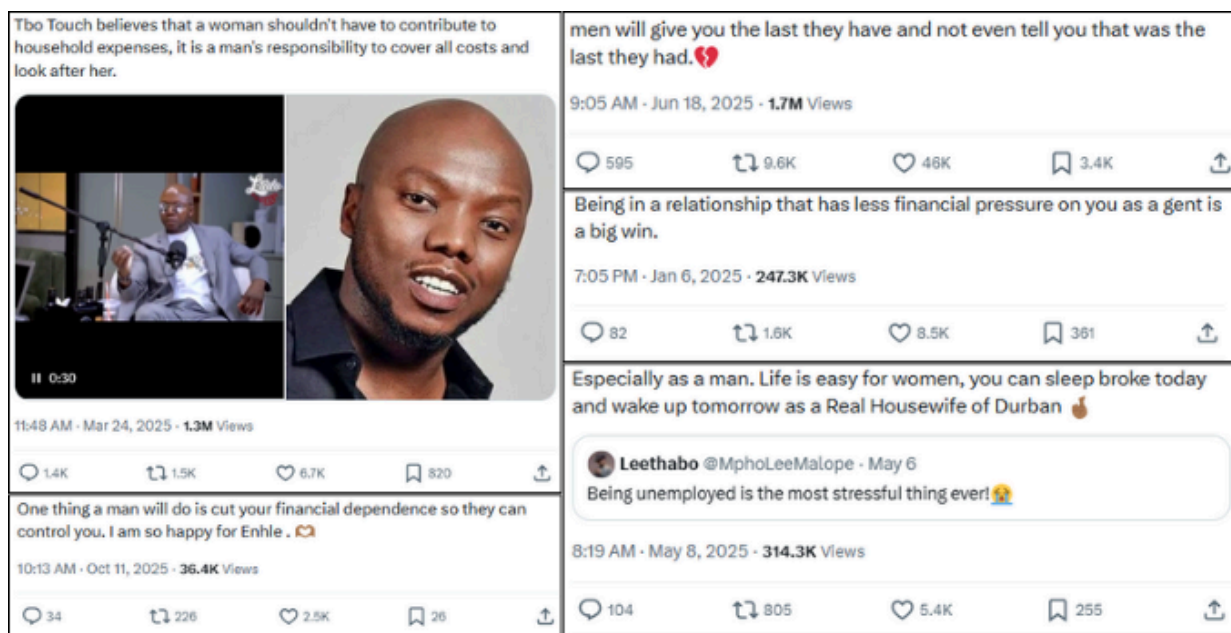 Tbo Touch believes that a woman shouldn't have to contribute to
household expenses, it is a man's responsibility to cover all costs and
look after her.
0:30
11:48 AM · Mar 24, 2025 · 1.3M Views
1.4K 1.5K 6.7K 820
One thing a man will do is cut your financial dependence so they can
control you. I am so happy for Enhle . 🫶🏾
10:13 AM · Oct 11, 2025 · 36.4K Views
34 226 2.5K 26
men will give you the last they have and not even tell you that was the
last they had.💔
9:05 AM · Jun 18, 2025 · 1.7M Views
595 9.6K 46K 3.4K
Being in a relationship that has less financial pressure on you as a gent is
a big win.
7:05 PM · Jan 6, 2025 · 247.3K Views
82 1.6K 8.5K 361
Especially as a man. Life is easy for women, you can sleep broke today
and wake up tomorrow as a Real Housewife of Durban 🤞🏾
Leethabo @MphoLeeMalope · May 6
Being unemployed is the most stressful thing ever!😭
8:19 AM · May 8, 2025 · 314.3K Views
104 805 5.4K 255